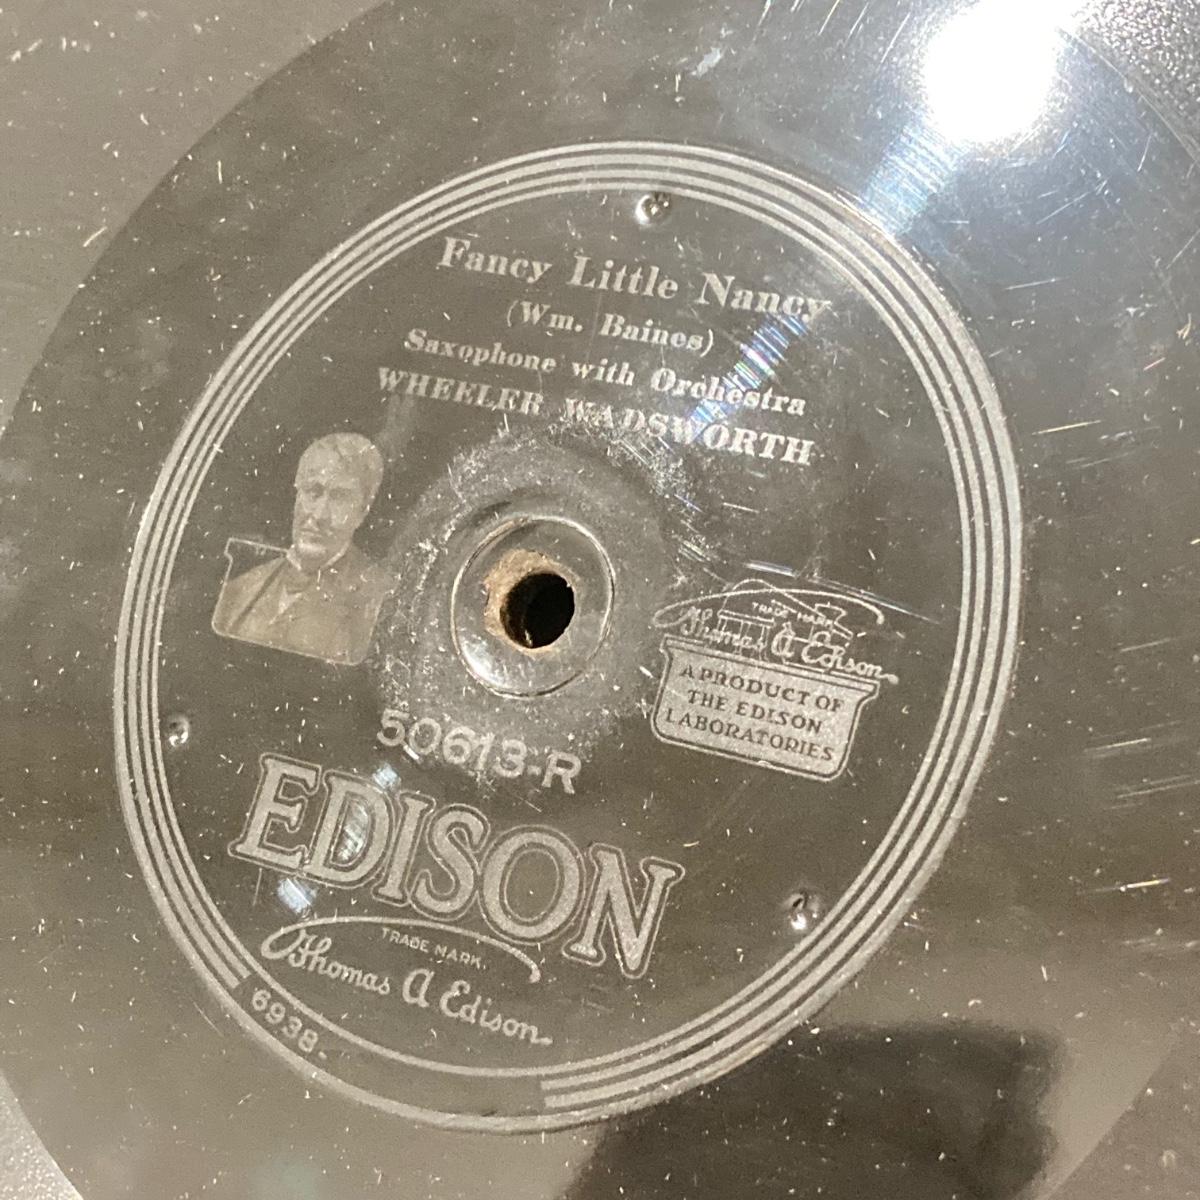 Fancy Little Nancy
(Wm. Baines)
Saxophone with Orchestra
WHEELER WADSWORTH
TRADE MARK
Thomas A Edison
A PRODUCT OF
THE EDISON
LABORATORIES
50613-R
EDISON
TRADE MARK
Thomas A Edison
6938-